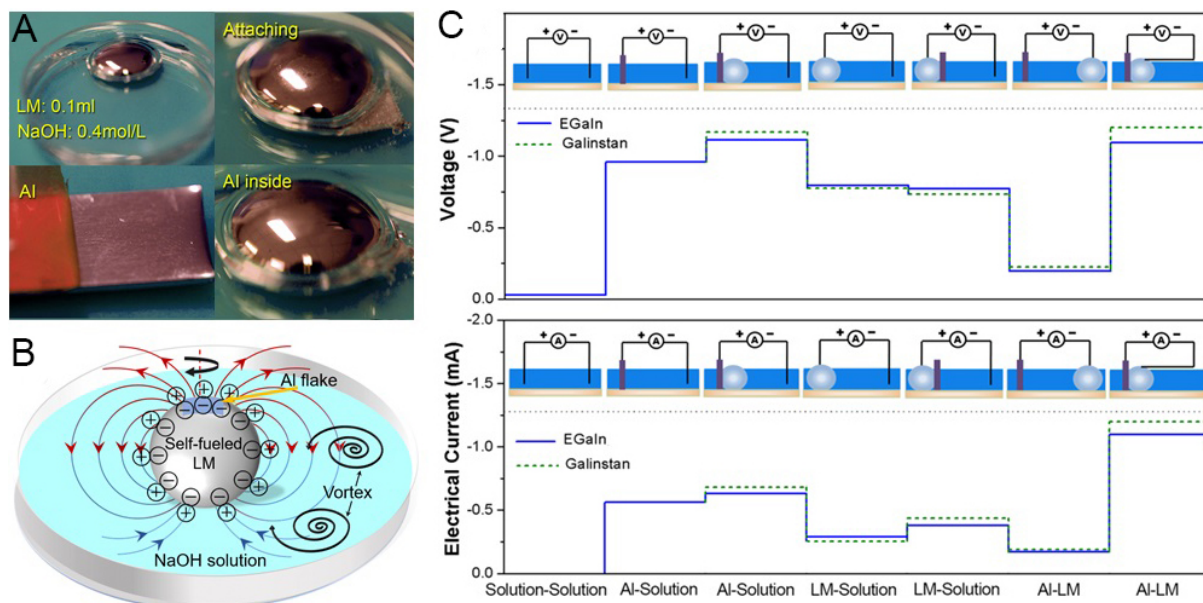 A
LM: 0.1ml
NaOH: 0.4mol/L
Attaching
Al
Al inside
B
Al flake
Self-fueled
LM
Vortex
NaOH solution
C
+ V −
+ V −
+ V −
+ V −
+ V −
+ V −
+ V −
Voltage (V)
-1.5
-1.0
-0.5
0.0
EGaIn
Galinstan
+ A −
+ A −
+ A −
+ A −
+ A −
+ A −
+ A −
Electrical Current (mA)
-2.0
-1.5
-1.0
-0.5
0.0
EGaIn
Galinstan
Solution-Solution
Al-Solution
Al-Solution
LM-Solution
LM-Solution
Al-LM
Al-LM